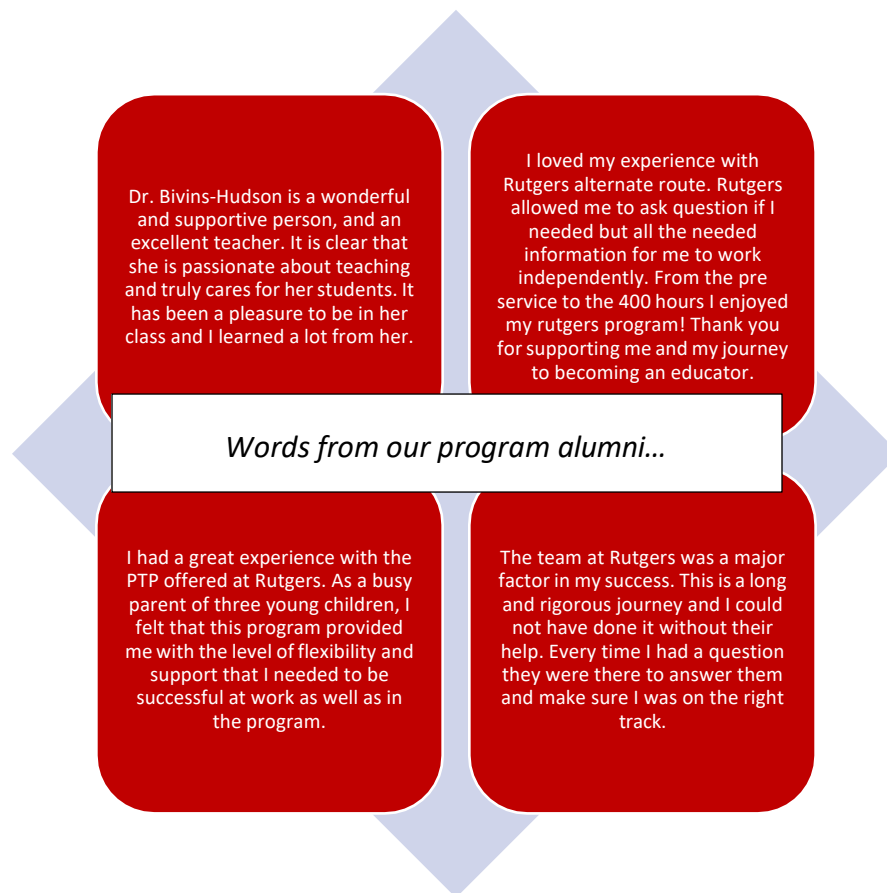 Dr. Bivins-Hudson is a wonderful
and supportive person, and an
excellent teacher. It is clear that
she is passionate about teaching
and truly cares for her students. It
has been a pleasure to be in her
class and I learned a lot from her.
I loved my experience with
Rutgers alternate route. Rutgers
allowed me to ask question if I
needed but all the needed
information for me to work
independently. From the pre
service to the 400 hours I enjoyed
my rutgers program! Thank you
for supporting me and my journey
to becoming an educator.
Words from our program alumni…
I had a great experience with the
PTP offered at Rutgers. As a busy
parent of three young children, I
felt that this program provided
me with the level of flexibility and
support that I needed to be
successful at work as well as in
the program.
The team at Rutgers was a major
factor in my success. This is a long
and rigorous journey and I could
not have done it without their
help. Every time I had a question
they were there to answer them
and make sure I was on the right
track.